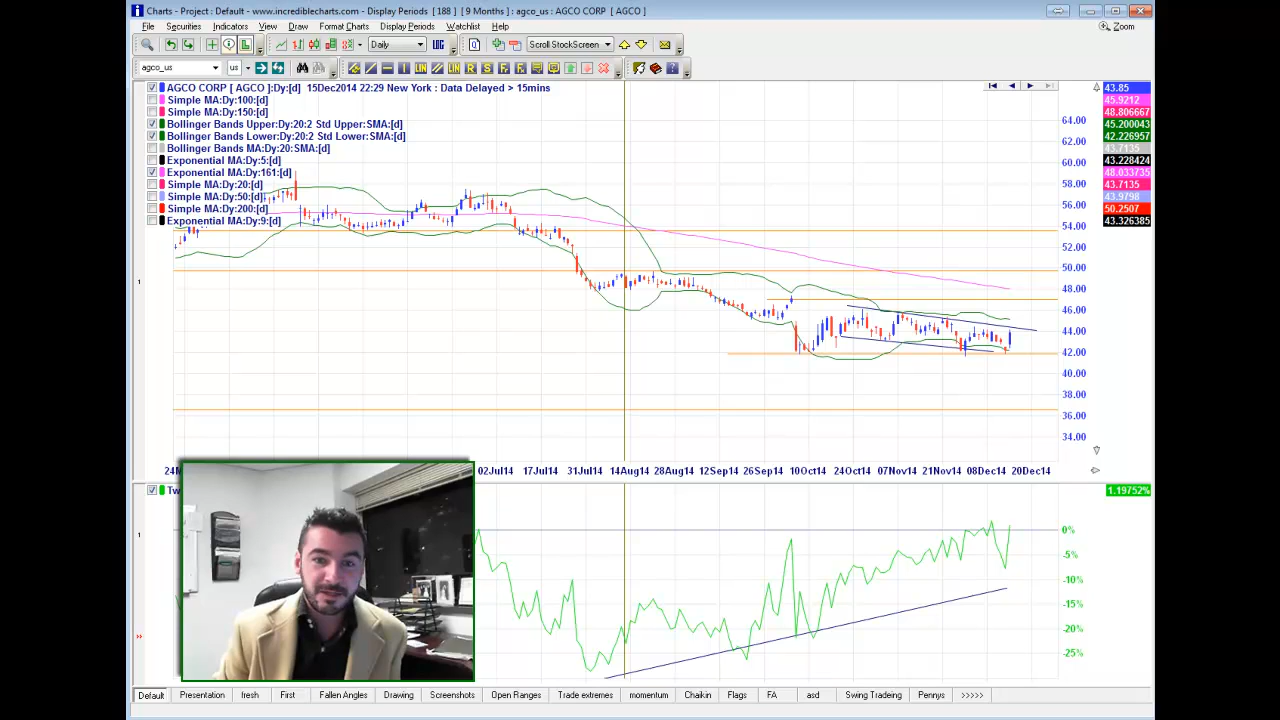 Charts - Project : Default - www.incrediblecharts.com - Display Periods [188 ] [ 9 Months ] : agco_us : AGCO CORP [ AGCO ]
File Securities Indicators View Draw Format Charts Display Periods Watchlist Help Zoom
Daily Scroll StockScreen
agco_us us
AGCO CORP [ AGCO ]:Dy:[d] 15Dec2014 22:29 New York : Data Delayed > 15mins
Simple MA:Dy:100:[d]
Simple MA:Dy:150:[d]
Bollinger Bands Upper:Dy:20:2 Std Upper:SMA:[d]
Bollinger Bands Lower:Dy:20:2 Std Lower:SMA:[d]
Bollinger Bands MA:Dy:20:SMA:[d]
Exponential MA:Dy:5:[d]
Exponential MA:Dy:161:[d]
Simple MA:Dy:20:[d]
Simple MA:Dy:50:[d]
Simple MA:Dy:200:[d]
Exponential MA:Dy:9:[d]
43.85
45.9212
48.806667
45.200043
42.226957
43.7135
43.228424
48.033735
43.7135
43.9798
50.2507
43.326385
64.00
62.00
60.00
58.00
56.00
54.00
52.00
50.00
48.00
46.00
44.00
42.00
40.00
38.00
36.00
34.00
1
24M 02Jul14 17Jul14 31Jul14 14Aug14 28Aug14 12Sep14 26Sep14 10Oct14 24Oct14 07Nov14 21Nov14 08Dec14 20Dec14
Tw
1.19752%
1
0%
-5%
-10%
-15%
-20%
-25%
Default Presentation fresh First Fallen Angles Drawing Screenshots Open Ranges Trade extremes momentum Chaikin Flags FA asd Swing Tradeing Pennys >>>>>